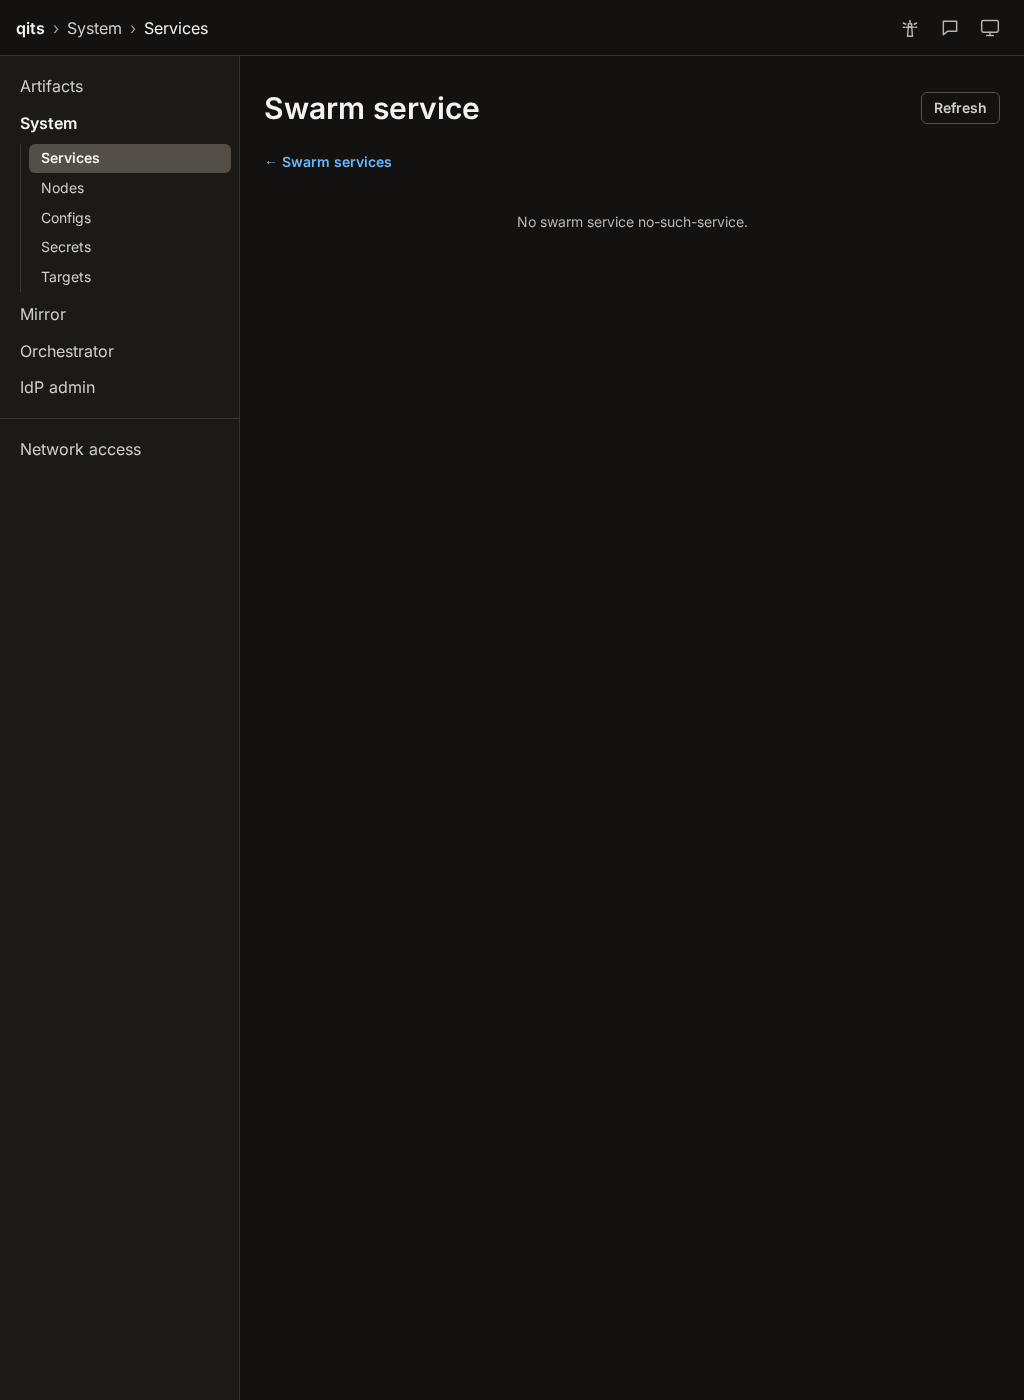 qits › System › Services
Artifacts
System
Services
Nodes
Configs
Secrets
Targets
Mirror
Orchestrator
IdP admin
Network access
Swarm service
Refresh
← Swarm services
No swarm service no-such-service.